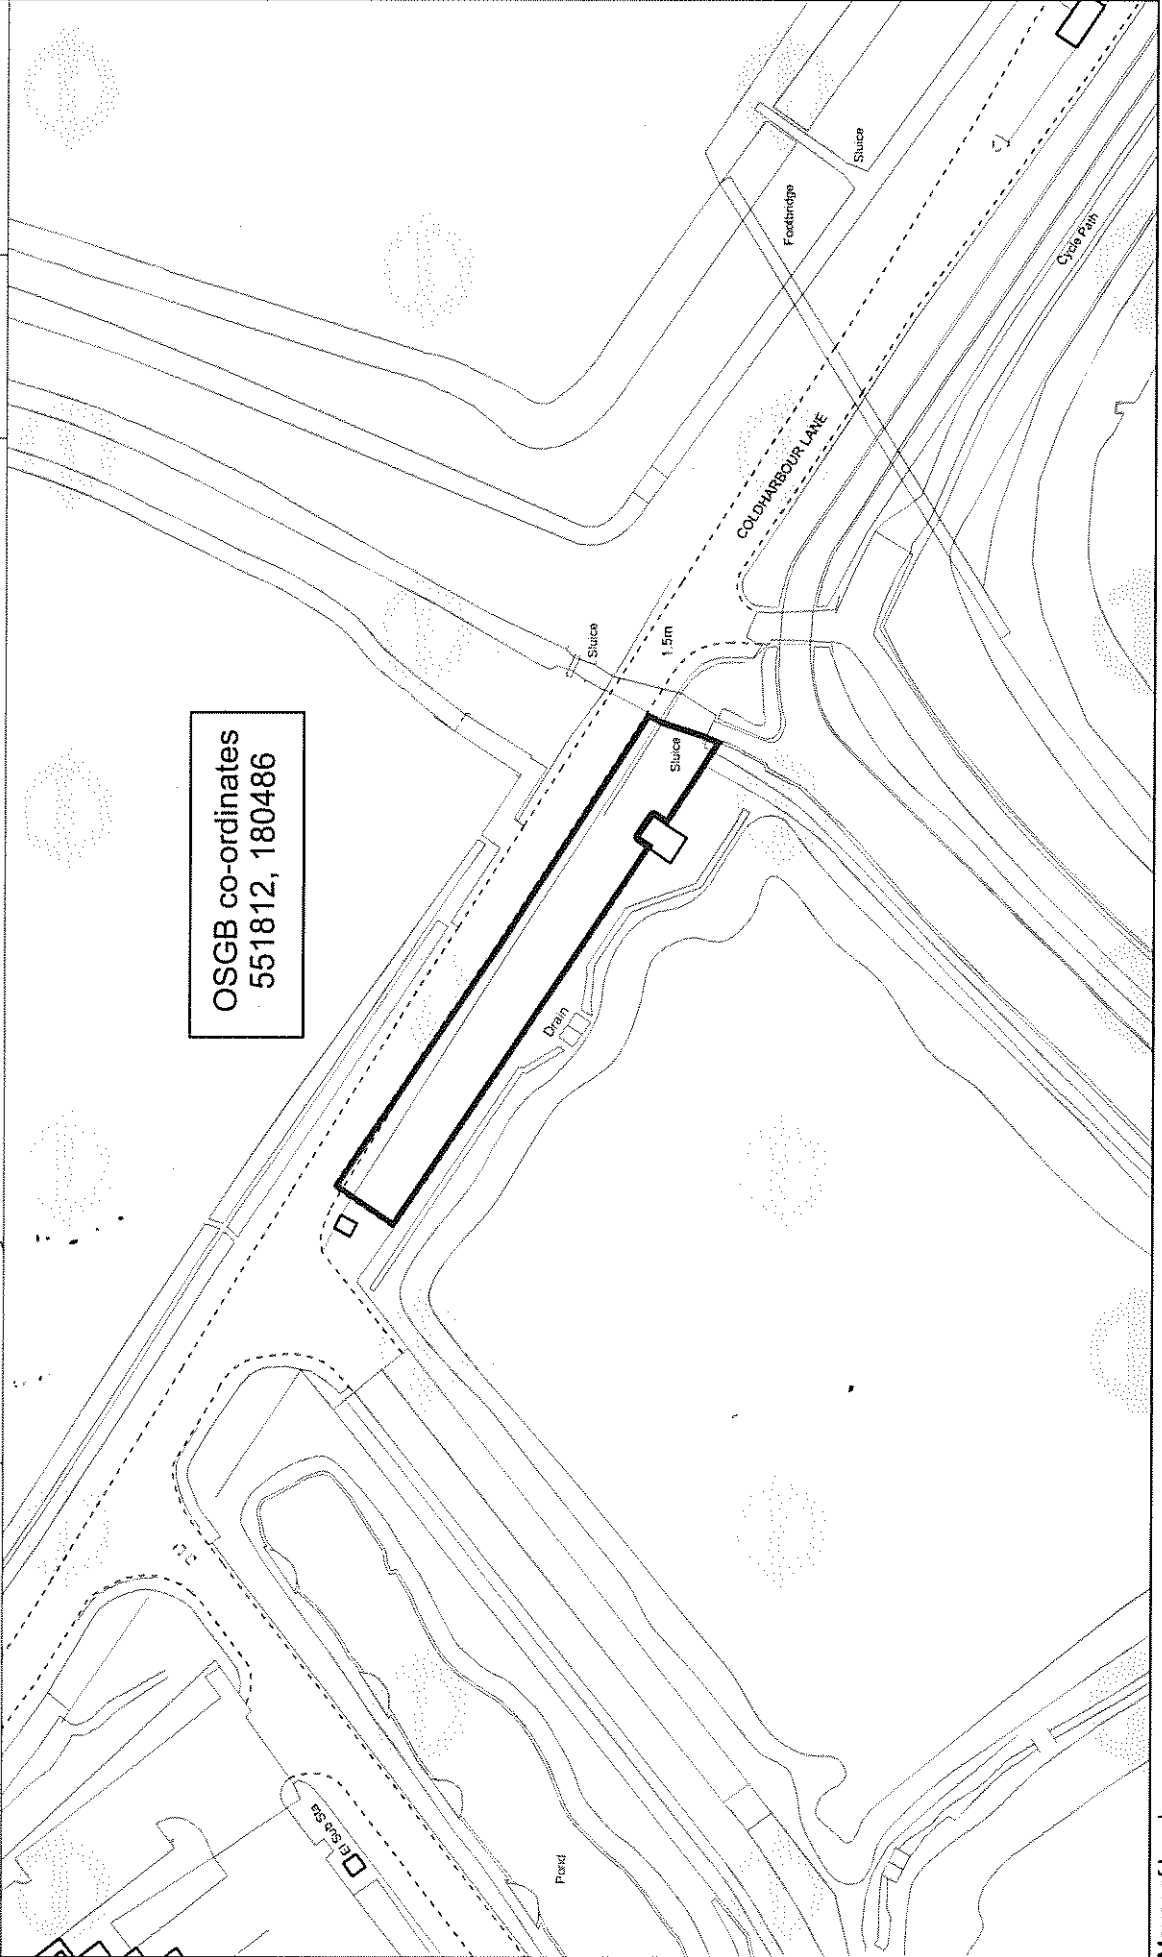 OSGB co-ordinates
551812, 180486
Sluice
Footbridge
Cycle Path
COLDHARBOUR LANE
Sluice
1.5m
Sluice
Drain
El Sub Sta
Pond